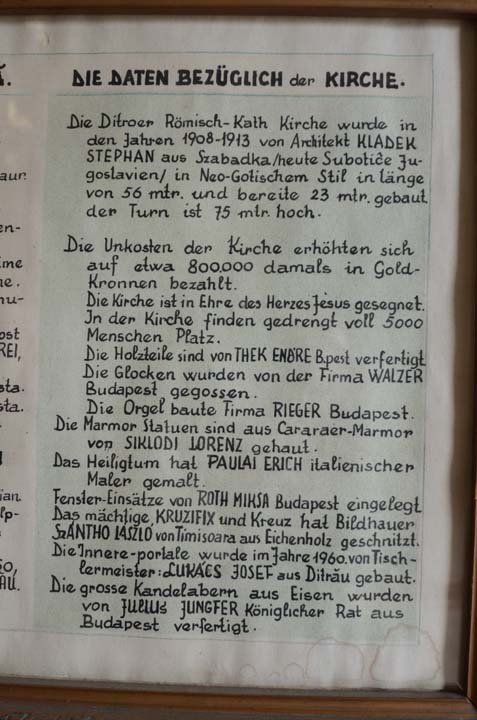 A.
DIE DATEN BEZÜGLICH der KIRCHE.
Die Ditroer Römisch-Kath Kirche wurde in
den Jahren 1908-1913 von Architekt KLADEK
STEPHAN aus Szabadka/heute Subotiče Ju-
goslavien/ in Neo-Gotischem Stil in länge
von 56 mtr. und bereite 23 mtr. gebaut
der Turn ist 75 mtr. hoch.
Die Unkosten der Kirche erhöhten sich
auf etwa 800.000 damals in Gold-
Kronnen bezahlt.
Die Kirche ist in Ehre des Herzes Jesus gesegnet.
In der Kirche finden gedrengt voll 5000
Menschen Platz.
Die Holzteile sind von THEK ENDRE B.pest verfertigt
Die Glocken wurden von der Firma WALZER
Budapest gegossen.
Die Orgel baute Firma RIEGER Budapest.
Die Marmor Statuen sind aus Cararaer-Marmor
von SIKLODI LORENZ gehaut.
Das Heiligtum hat PAULAI ERICH italienischer
Maler gemalt.
Fenster-Einsätze von ROTH MIKSA Budapest eingelegt
Das mächtige KRUZIFIX und Kreuz hat Bildhauer
SZÁNTHO LÁSZLO von Timisoara aus Eichenholz geschnitzt.
Die Innere-portale wurde im Jahre 1960. von Tisch-
lermeister: LUKÁCS JOSEF aus Ditráu gebaut.
Die grosse Kandelabern aus Eisen wurden
von JULIUS JUNGFER Königlicher Rat aus
Budapest verfertigt.